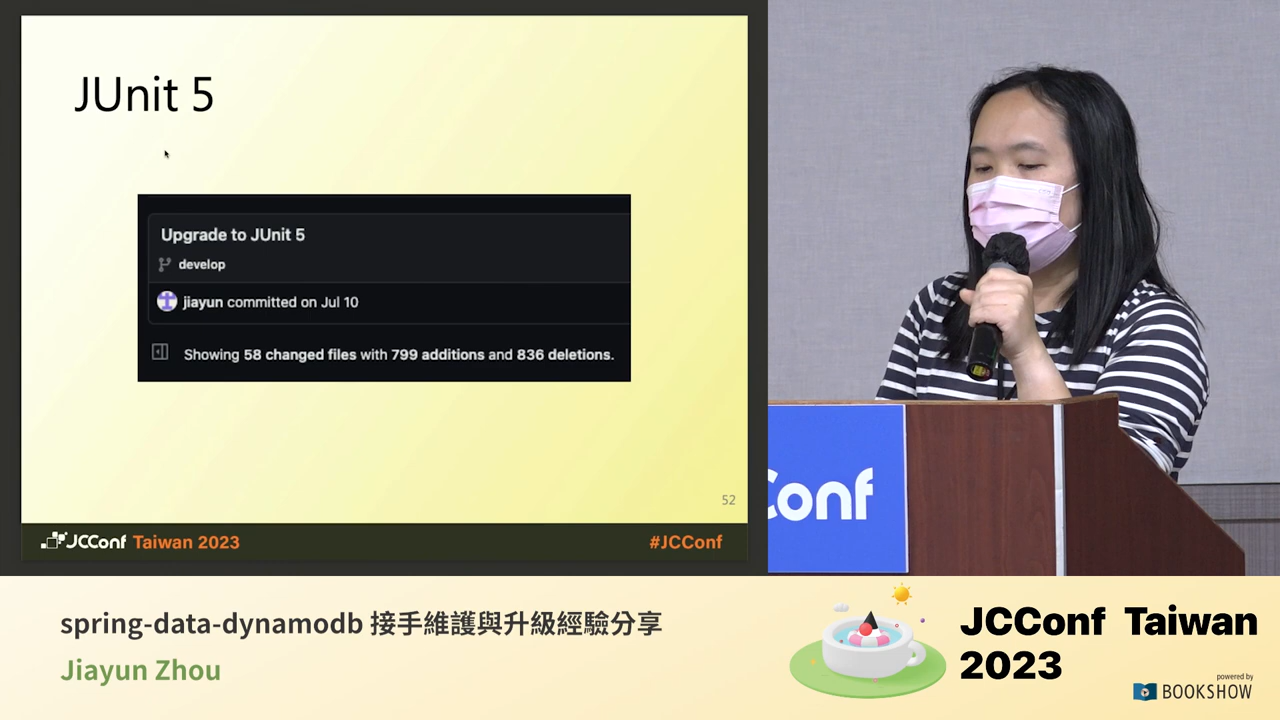 JUnit 5
Upgrade to JUnit 5
develop
jiayun committed on Jul 10
Showing 58 changed files with 799 additions and 836 deletions.
52
JCConf Taiwan 2023
#JCConf
Conf
spring-data-dynamodb 接手維護與升級經驗分享
Jiayun Zhou
JCConf Taiwan
2023
powered by
BOOKSHOW